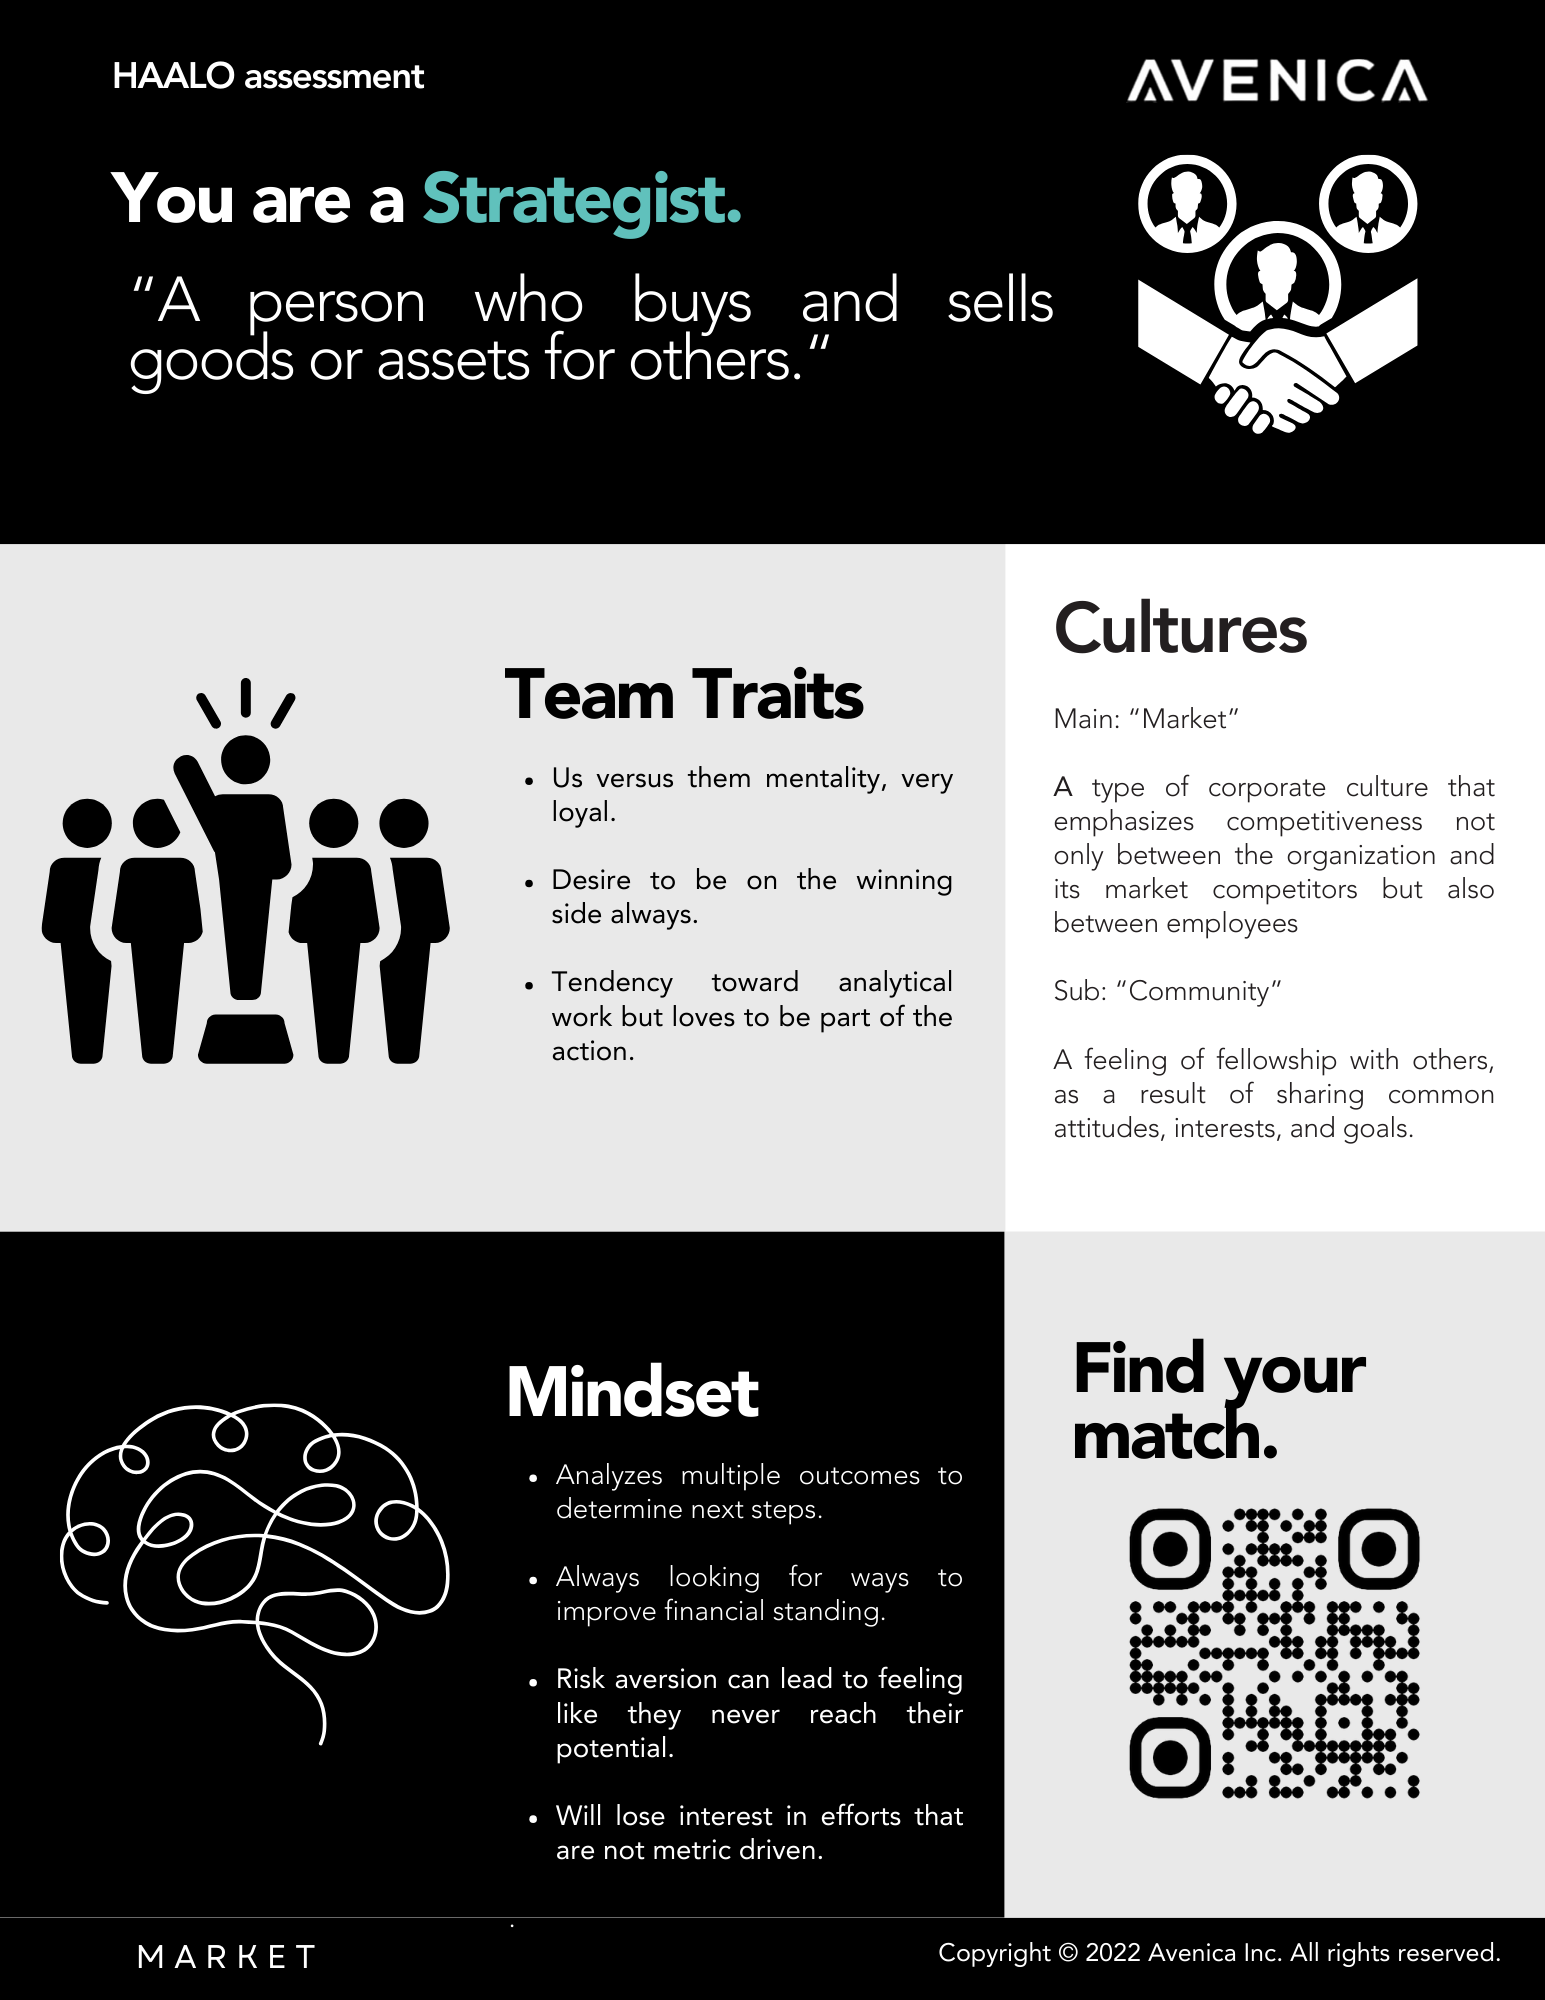 HAALO assessment
AVENICA
You are a Strategist.
“A person who buys and sells
goods or assets for others.“
Team Traits
• Us versus them mentality, very
loyal.
• Desire to be on the winning
side always.
• Tendency toward analytical
work but loves to be part of the
action.
Cultures
Main: “Market”
A type of corporate culture that
emphasizes competitiveness not
only between the organization and
its market competitors but also
between employees
Sub: “Community”
A feeling of fellowship with others,
as a result of sharing common
attitudes, interests, and goals.
Mindset
• Analyzes multiple outcomes to
determine next steps.
• Always looking for ways to
improve financial standing.
• Risk aversion can lead to feeling
like they never reach their
potential.
• Will lose interest in efforts that
are not metric driven.
Find your
match.
.
MARKET
Copyright © 2022 Avenica Inc. All rights reserved.